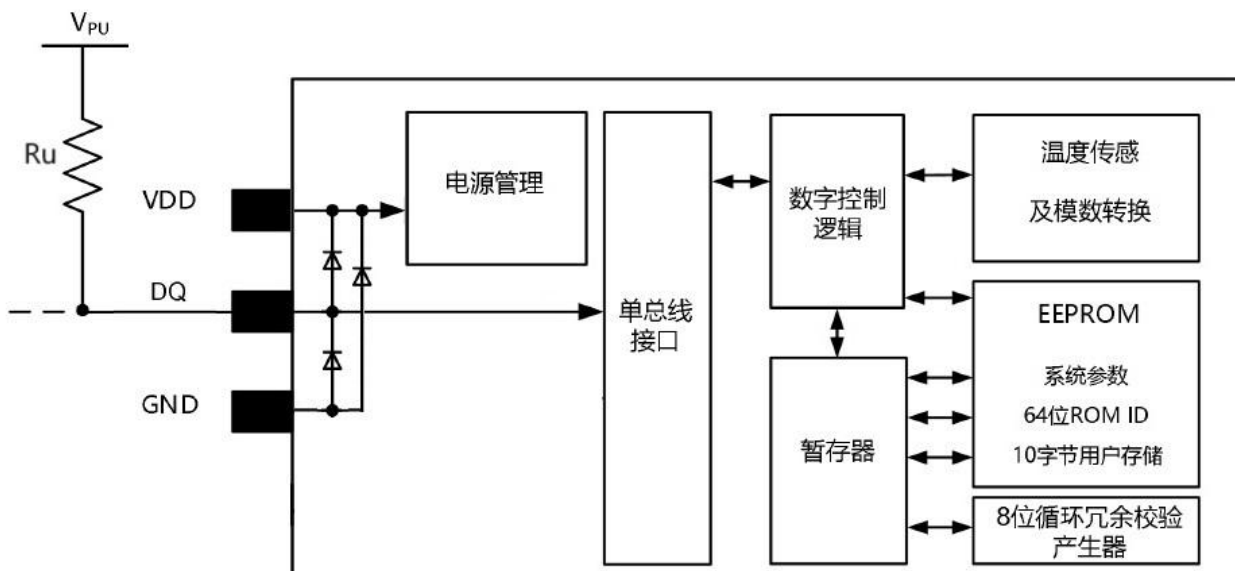 VPU
Ru
VDD
DQ
GND
电源管理
单总线
接口
数字控制
逻辑
暂存器
温度传感
及模数转换
EEPROM
系统参数
64位ROM ID
10字节用户存储
8位循环冗余校验
产生器